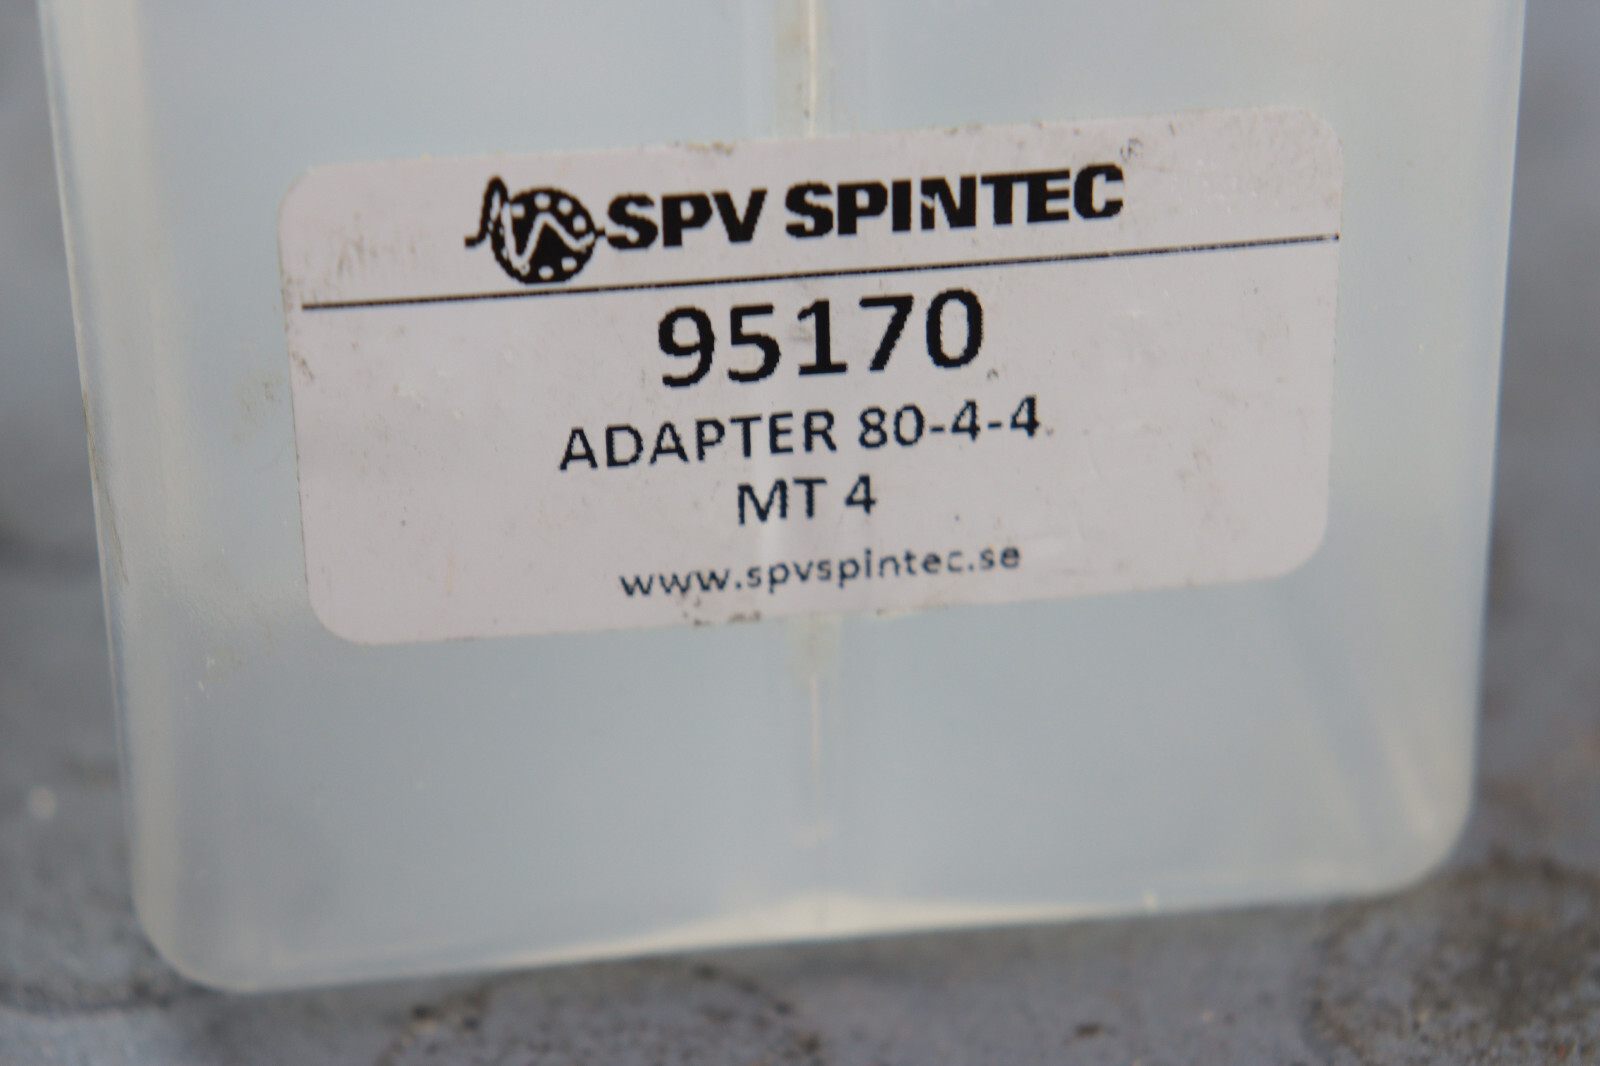 SPV SPINTEC®
95170
ADAPTER 80-4-4
MT 4
www.spvspintec.se